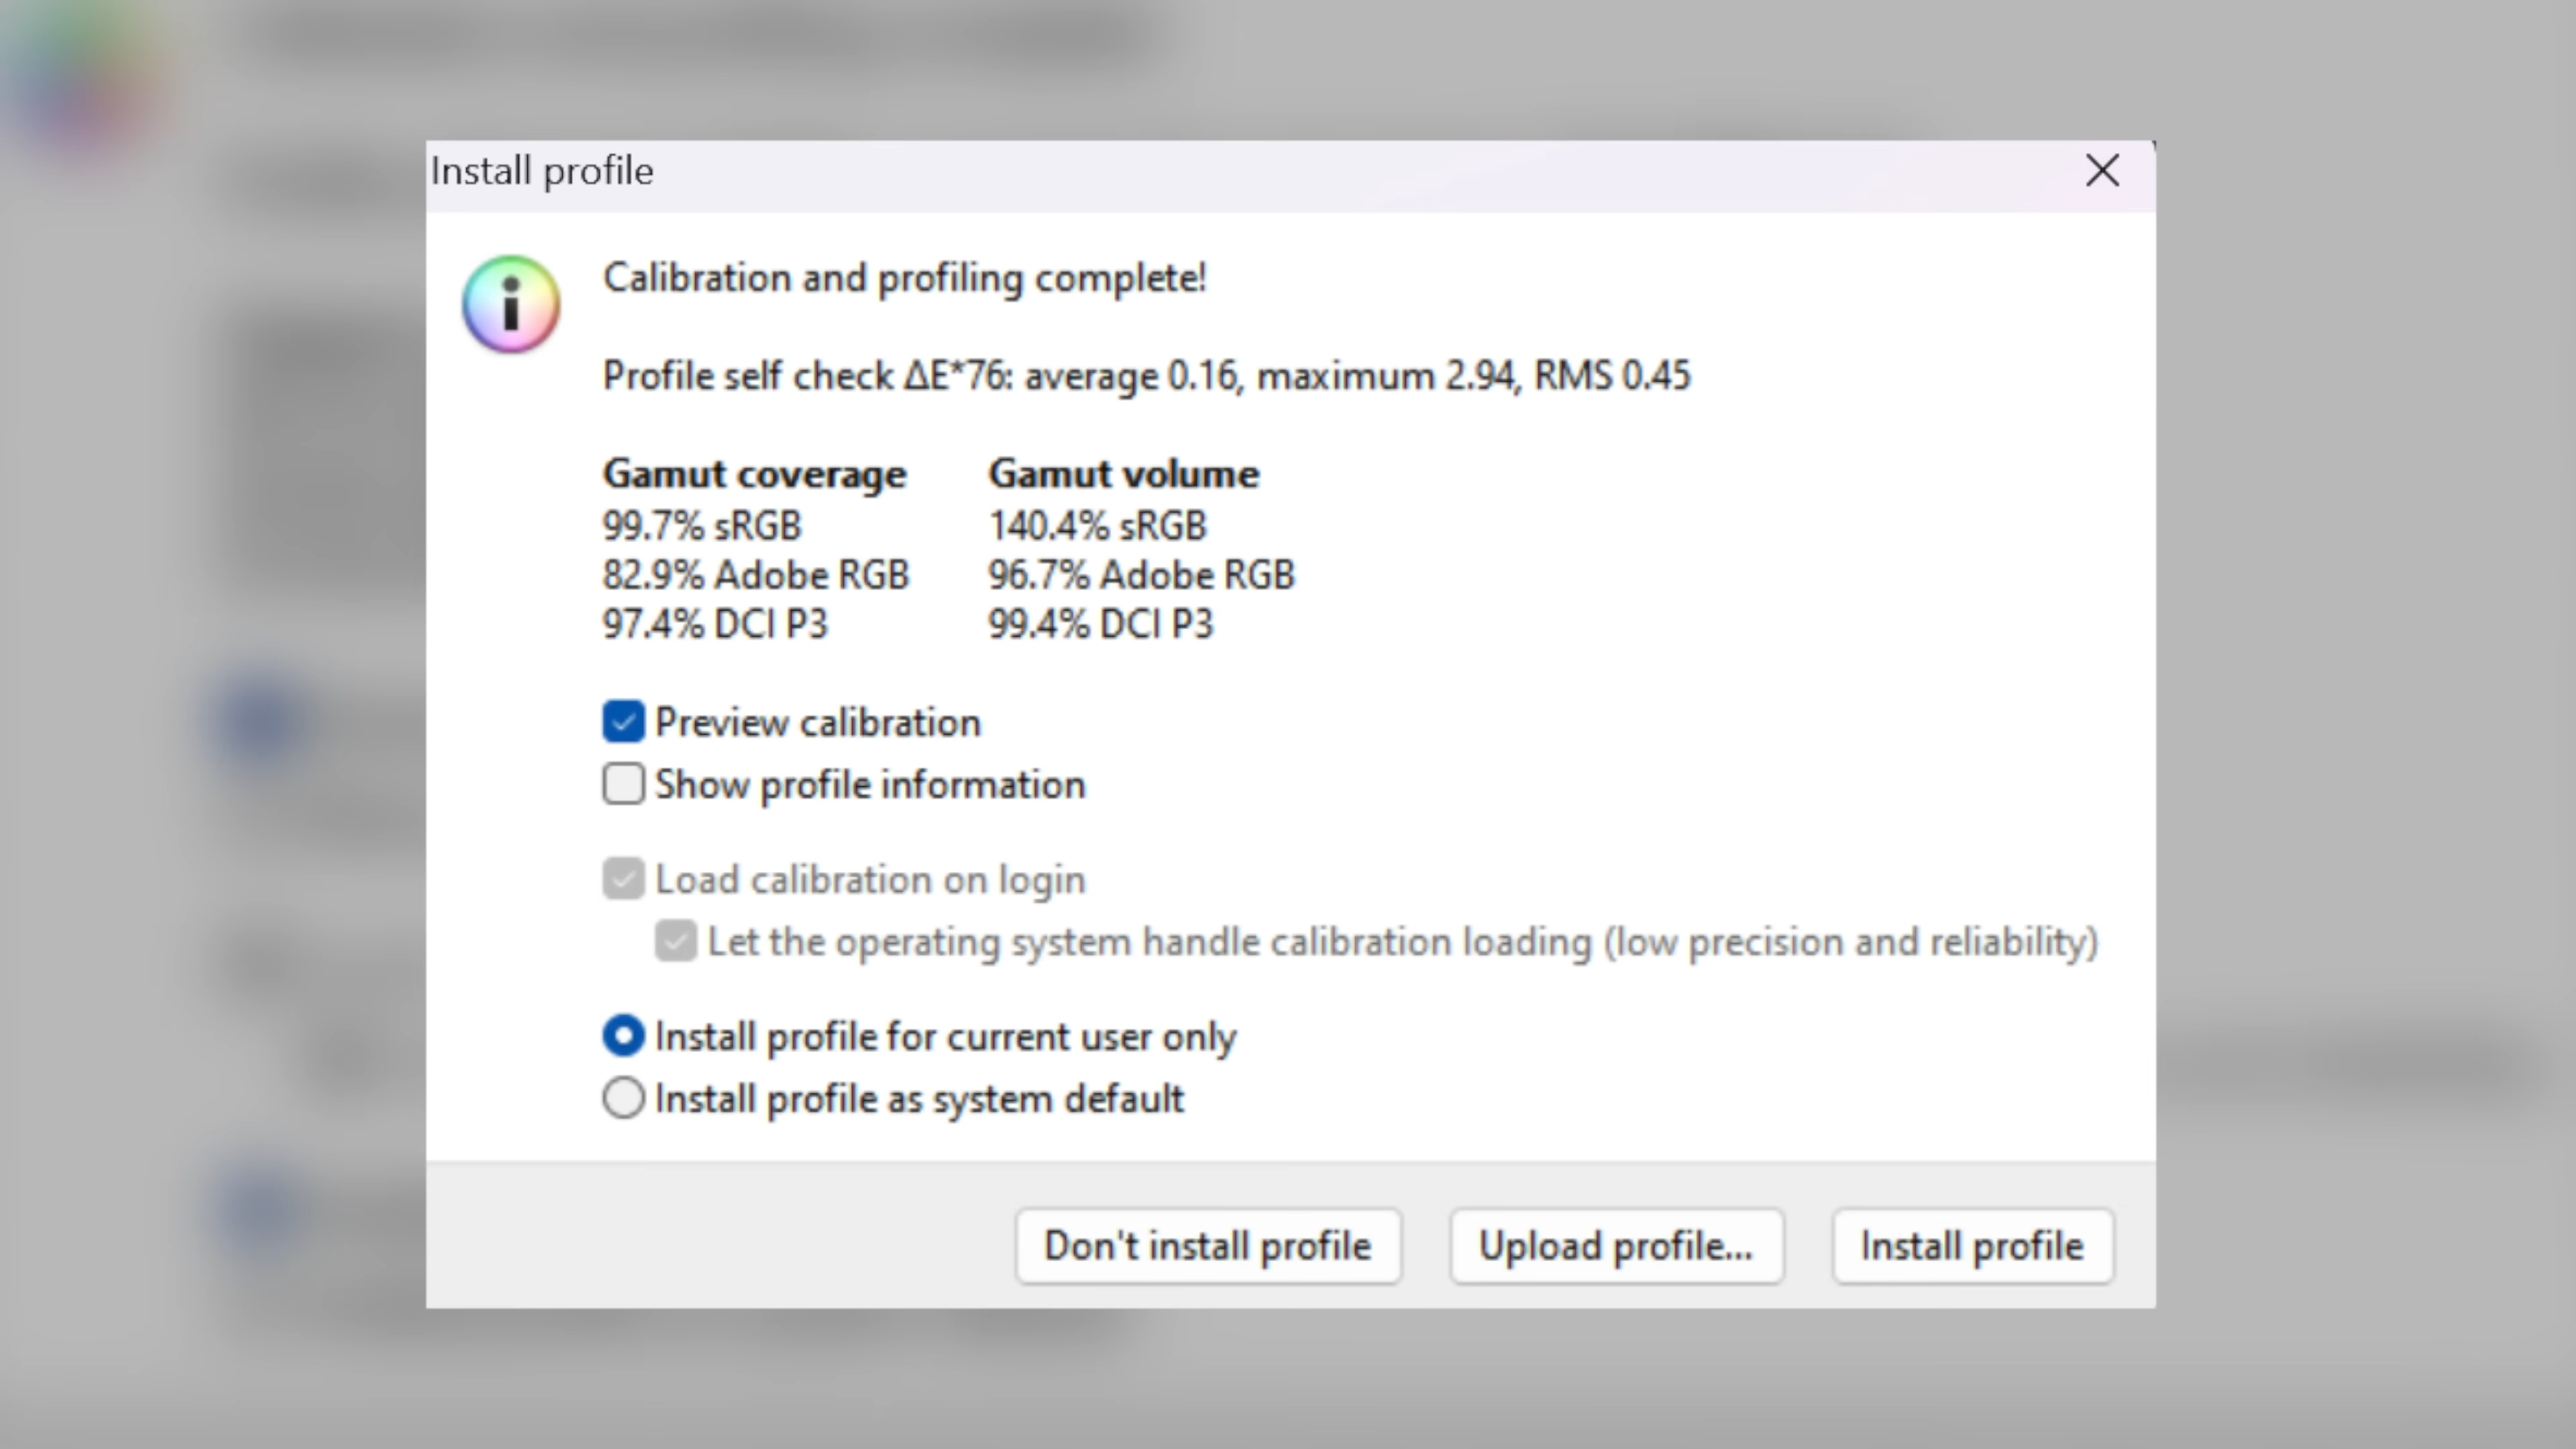 Install profile
Calibration and profiling complete!
Profile self check ΔE*76: average 0.16, maximum 2.94, RMS 0.45
Gamut coverage Gamut volume
99.7% sRGB 140.4% sRGB
82.9% Adobe RGB 96.7% Adobe RGB
97.4% DCI P3 99.4% DCI P3
Preview calibration
Show profile information
Load calibration on login
Let the operating system handle calibration loading (low precision and reliability)
Install profile for current user only
Install profile as system default
Don't install profile Upload profile... Install profile